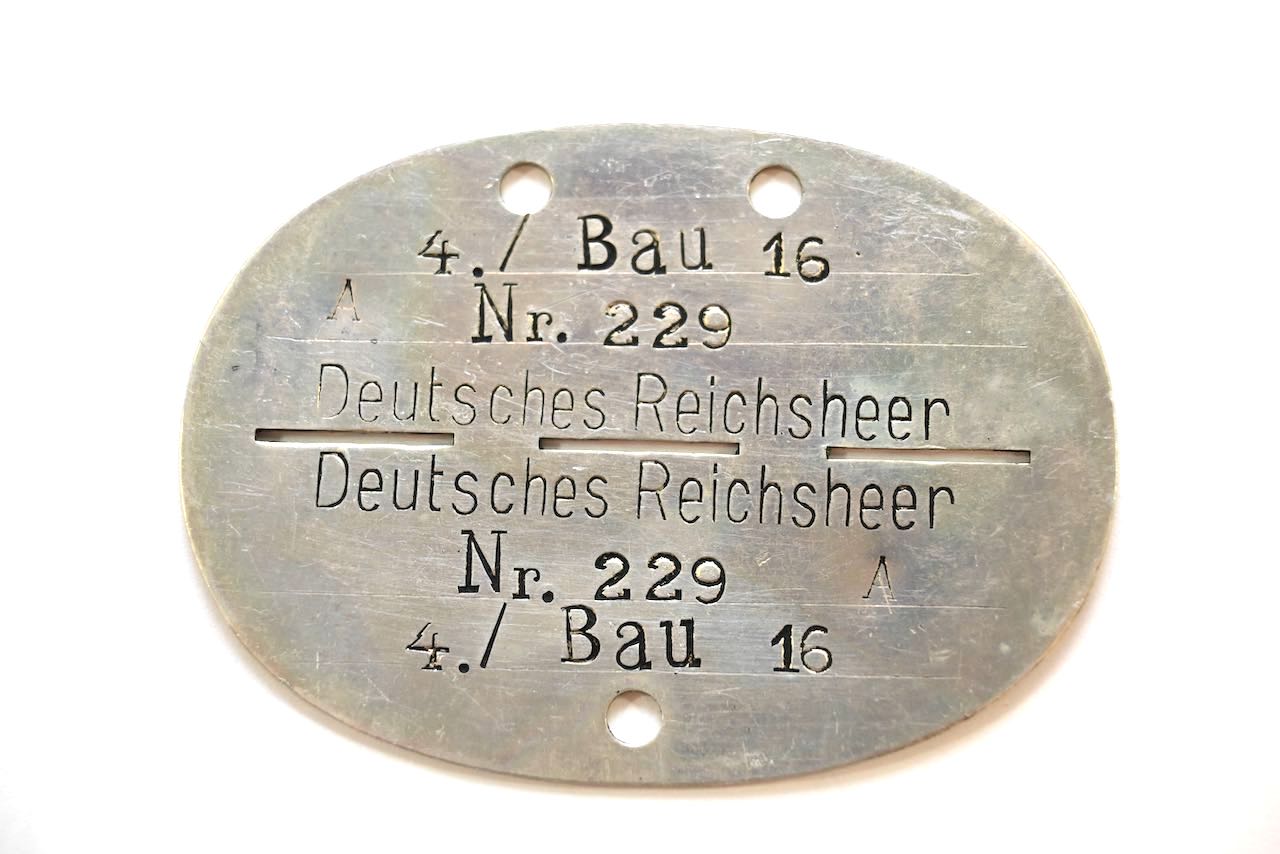 4./ Bau 16
A Nr. 229
Deutsches Reichsheer
Deutsches Reichsheer
Nr. 229 A
4./ Bau 16